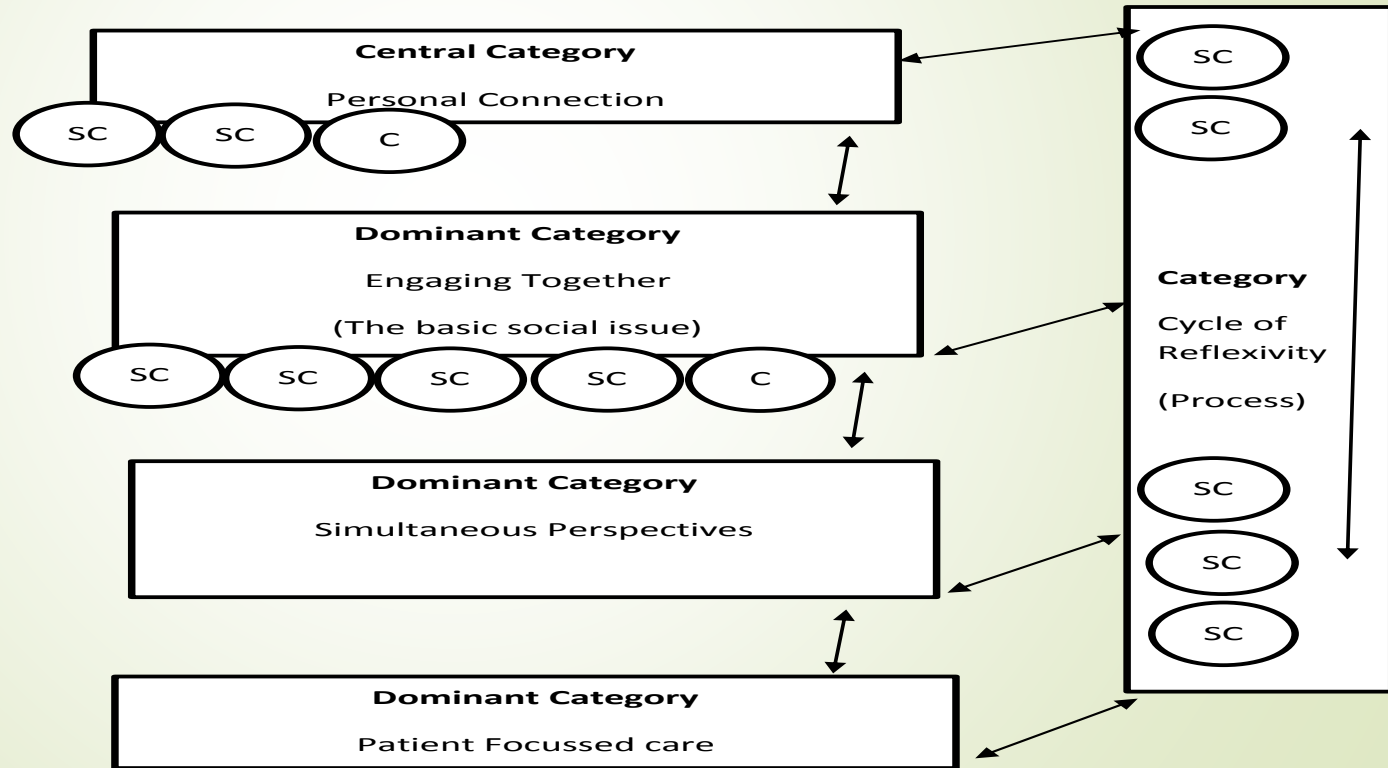 Central Category
Personal Connection
SC
SC
C
Dominant Category
Engaging Together
(The basic social issue)
SC
SC
SC
SC
C
Dominant Category
Simultaneous Perspectives
Dominant Category
Patient Focussed care
SC
SC
Category
Cycle of
Reflexivity
(Process)
SC
SC
SC